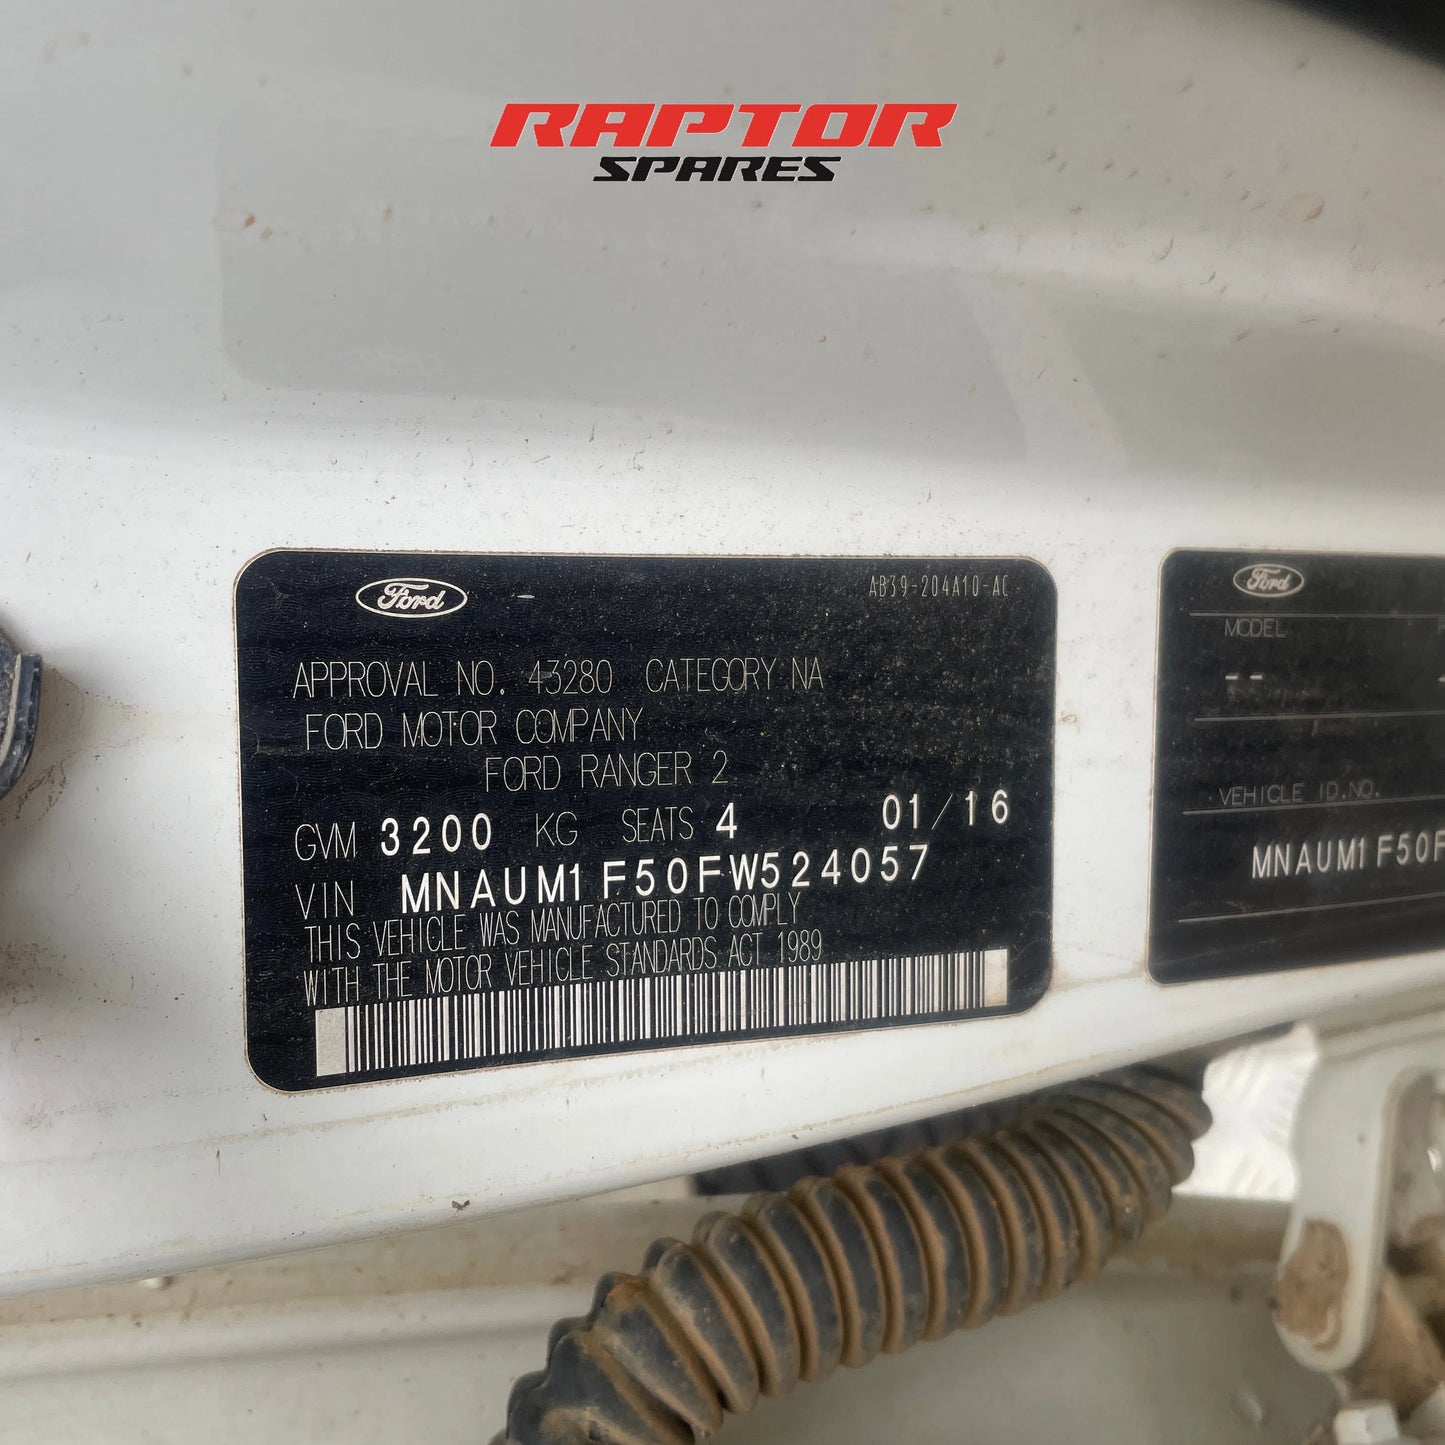 RAPTOR
SPARES
Ford
AB39-204A10-AC
APPROVAL NO. 43280 CATEGORY NA
FORD MOTOR COMPANY
FORD RANGER 2
GVM 3200 KG SEATS 4 01/16
VIN MNAUM1F50FW524057
THIS VEHICLE WAS MANUFACTURED TO COMPLY
WITH THE MOTOR VEHICLE STANDARDS ACT 1989
Ford
MODEL
--
VEHICLE ID.NO.
MNAUM1F50F